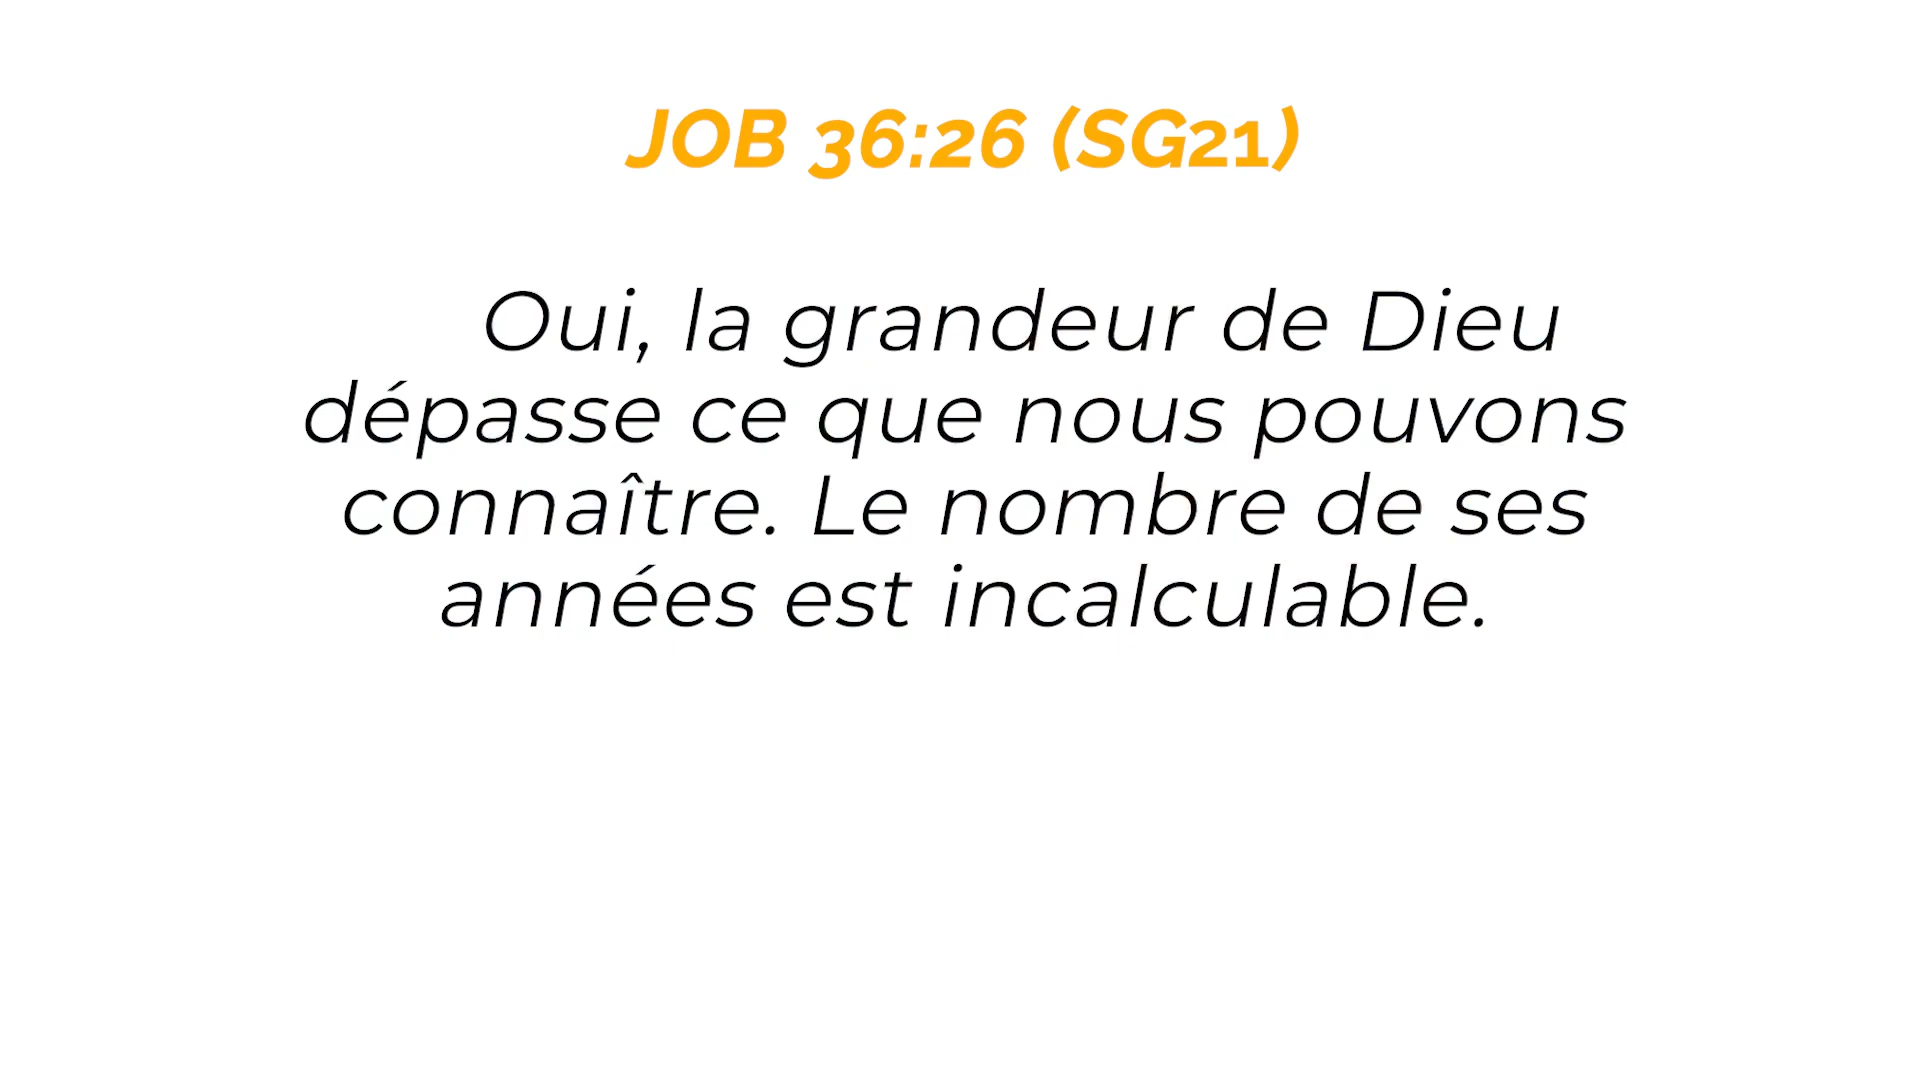 JOB 36:26 (SG21)
Oui, la grandeur de Dieu
dépasse ce que nous pouvons
connaître. Le nombre de ses
années est incalculable.